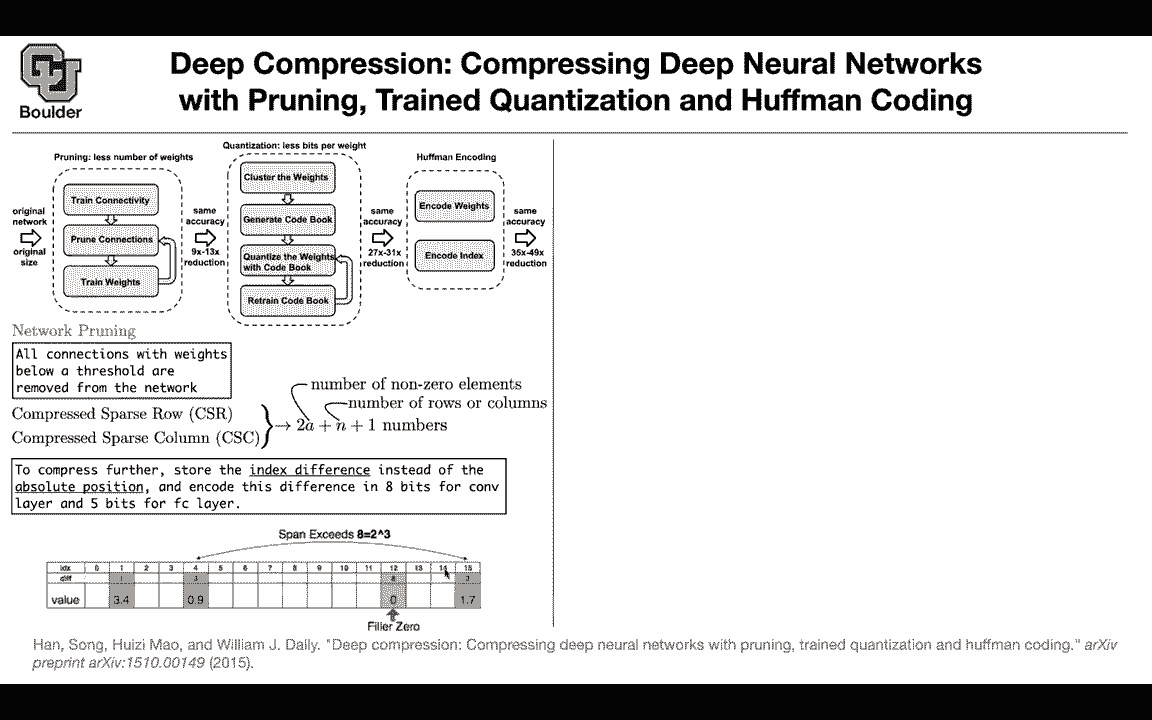 Boulder
Deep Compression: Compressing Deep Neural Networks
with Pruning, Trained Quantization and Huffman Coding
Pruning: less number of weights
Quantization: less bits per weight
Huffman Encoding
original
network
original
size
Train Connectivity
Prune Connections
Train Weights
same
accuracy
9x-13x
reduction
Cluster the Weights
Generate Code Book
Quantize the Weights
with Code Book
Retrain Code Book
same
accuracy
27x-31x
reduction
Encode Weights
Encode Index
same
accuracy
35x-49x
reduction
Network Pruning
All connections with weights
below a threshold are
removed from the network
number of non-zero elements
number of rows or columns
Compressed Sparse Row (CSR)
Compressed Sparse Column (CSC)
→ 2a + n + 1 numbers
To compress further, store the index difference instead of the
absolute position, and encode this difference in 8 bits for conv
layer and 5 bits for fc layer.
Span Exceeds 8=2^3
idx 0 1 2 3 4 5 6 7 8 9 10 11 12 13 14 15
diff 1 3 8 3
value 3.4 0.9 0 1.7
Filler Zero
Han, Song, Huizi Mao, and William J. Dally. "Deep compression: Compressing deep neural networks with pruning, trained quantization and huffman coding." arXiv
preprint arXiv:1510.00149 (2015).